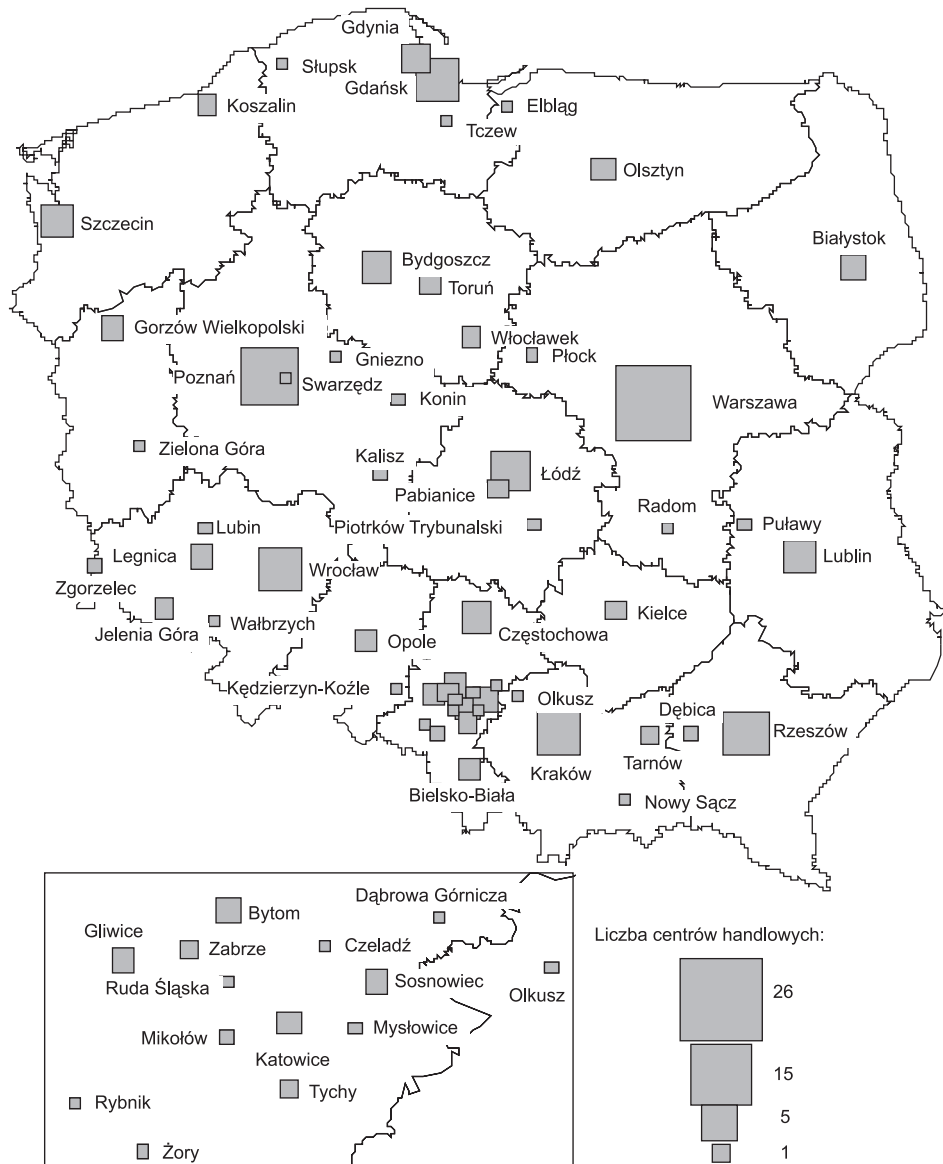 Gdynia
Słupsk
Gdańsk
Koszalin
Elbląg
Tczew
Olsztyn
Szczecin
Białystok
Bydgoszcz
Toruń
Gorzów Wielkopolski
Włocławek
Płock
Gniezno
Poznań
Swarzędz
Konin
Warszawa
Zielona Góra
Kalisz
Łódź
Pabianice
Piotrków Trybunalski
Radom
Puławy
Lubin
Legnica
Wrocław
Lublin
Zgorzelec
Jelenia Góra
Wałbrzych
Opole
Częstochowa
Kielce
Kędzierzyn-Koźle
Olkusz
Dębica
Rzeszów
Tarnów
Kraków
Bielsko-Biała
Nowy Sącz
Dąbrowa Górnicza
Bytom
Gliwice
Zabrze
Czeladź
Ruda Śląska
Sosnowiec
Olkusz
Mikołów
Mysłowice
Katowice
Tychy
Rybnik
Żory
Liczba centrów handlowych:
26
15
5
1